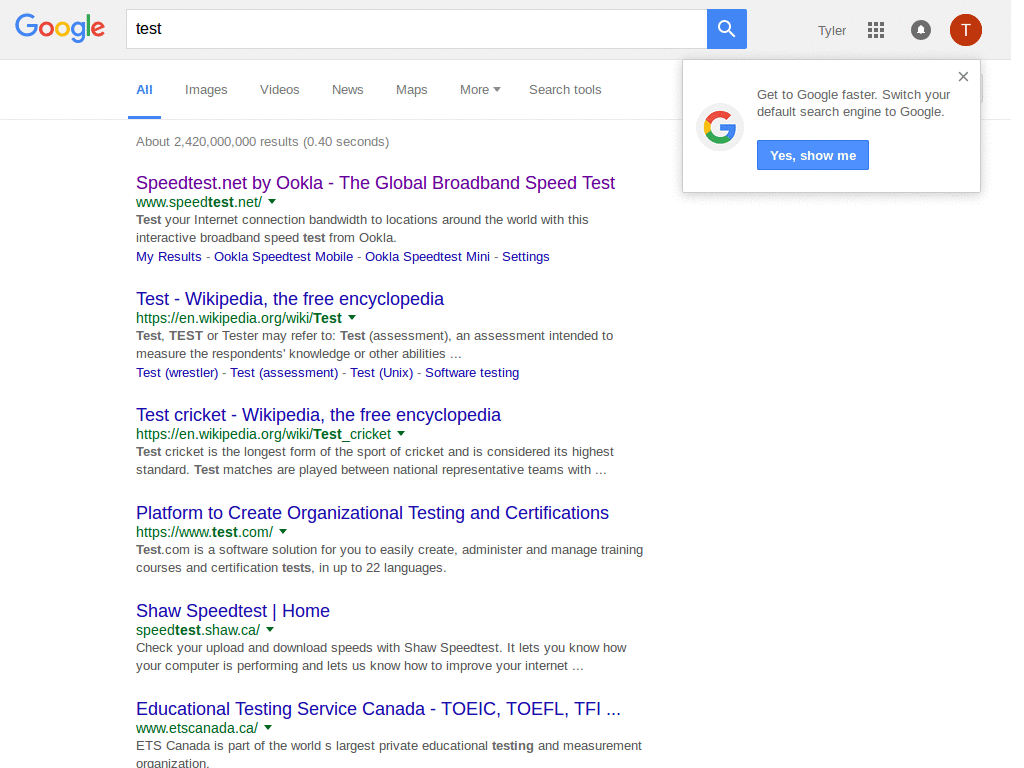 Google
test
Tyler
T
All Images Videos News Maps More Search tools
Get to Google faster. Switch your
default search engine to Google.
Yes, show me
About 2,420,000,000 results (0.40 seconds)
Speedtest.net by Ookla - The Global Broadband Speed Test
www.speedtest.net/
Test your Internet connection bandwidth to locations around the world with this
interactive broadband speed test from Ookla.
My Results - Ookla Speedtest Mobile - Ookla Speedtest Mini - Settings
Test - Wikipedia, the free encyclopedia
https://en.wikipedia.org/wiki/Test
Test, TEST or Tester may refer to: Test (assessment), an assessment intended to
measure the respondents' knowledge or other abilities ...
Test (wrestler) - Test (assessment) - Test (Unix) - Software testing
Test cricket - Wikipedia, the free encyclopedia
https://en.wikipedia.org/wiki/Test_cricket
Test cricket is the longest form of the sport of cricket and is considered its highest
standard. Test matches are played between national representative teams with ...
Platform to Create Organizational Testing and Certifications
https://www.test.com/
Test.com is a software solution for you to easily create, administer and manage training
courses and certification tests, in up to 22 languages.
Shaw Speedtest | Home
speedtest.shaw.ca/
Check your upload and download speeds with Shaw Speedtest. It lets you know how
your computer is performing and lets us know how to improve your internet ...
Educational Testing Service Canada - TOEIC, TOEFL, TFI ...
www.etscanada.ca/
ETS Canada is part of the world s largest private educational testing and measurement
organization.